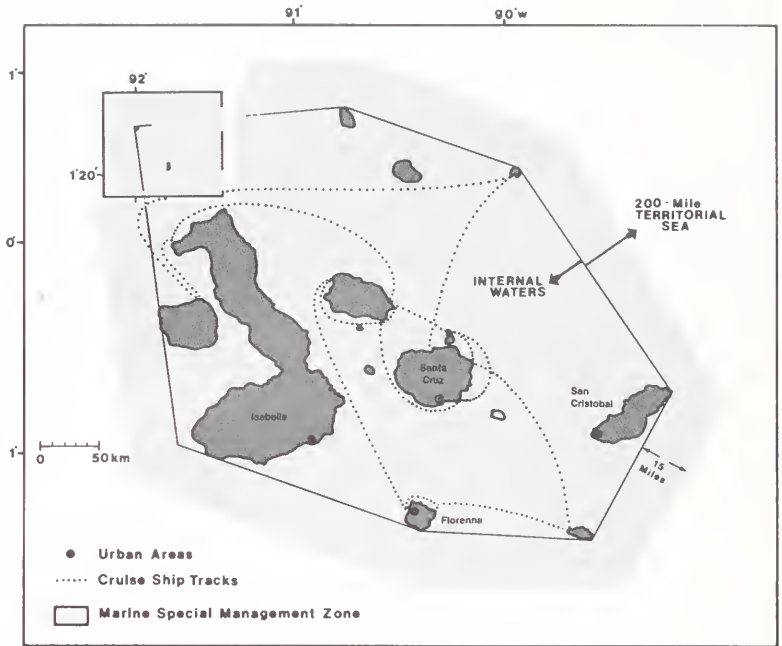 91°
90°w
1°
92°
1°20'
200-Mile
TERRITORIAL
SEA
0°
INTERNAL
WATERS
Santa
Cruz
San
Cristobal
Isabella
1°
0 50km
15
Miles
Florenna
Urban Areas
Cruise Ship Tracks
Marine Special Management Zone